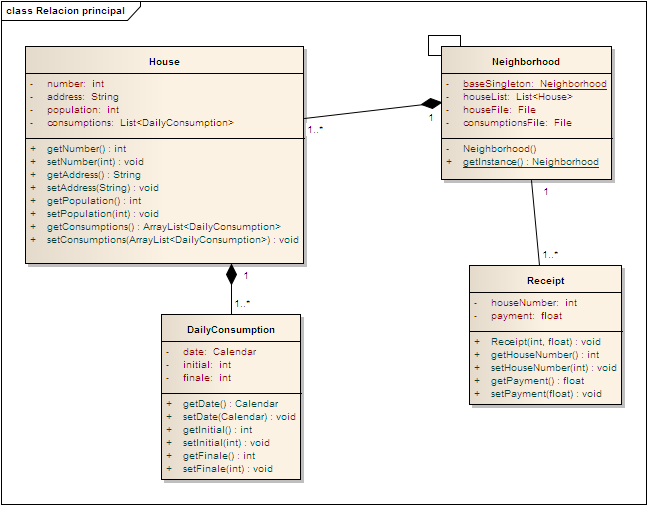 class Relacion principal
House
- number: int
- address: String
- population: int
- consumptions: List<DailyConsumption>
+ getNumber() : int
+ setNumber(int) : void
+ getAddress() : String
+ setAddress(String) : void
+ getPopulation() : int
+ setPopulation(int) : void
+ getConsumptions() : ArrayList<DailyConsumption>
+ setConsumptions(ArrayList<DailyConsumption>) : void
1..*
1
Neighborhood
- baseSingleton: Neighborhood
- houseList: List<House>
- houseFile: File
- consumptionsFile: File
- Neighborhood()
+ getInstance() : Neighborhood
1
1..*
Receipt
- houseNumber: int
- payment: float
+ Receipt(int, float) : void
+ getHouseNumber() : int
+ setHouseNumber(int) : void
+ getPayment() : float
+ setPayment(float) : void
1
1..*
DailyConsumption
- date: Calendar
- initial: int
- finale: int
+ getDate() : Calendar
+ setDate(Calendar) : void
+ getInitial() : int
+ setInitial(int) : void
+ getFinale() : int
+ setFinale(int) : void